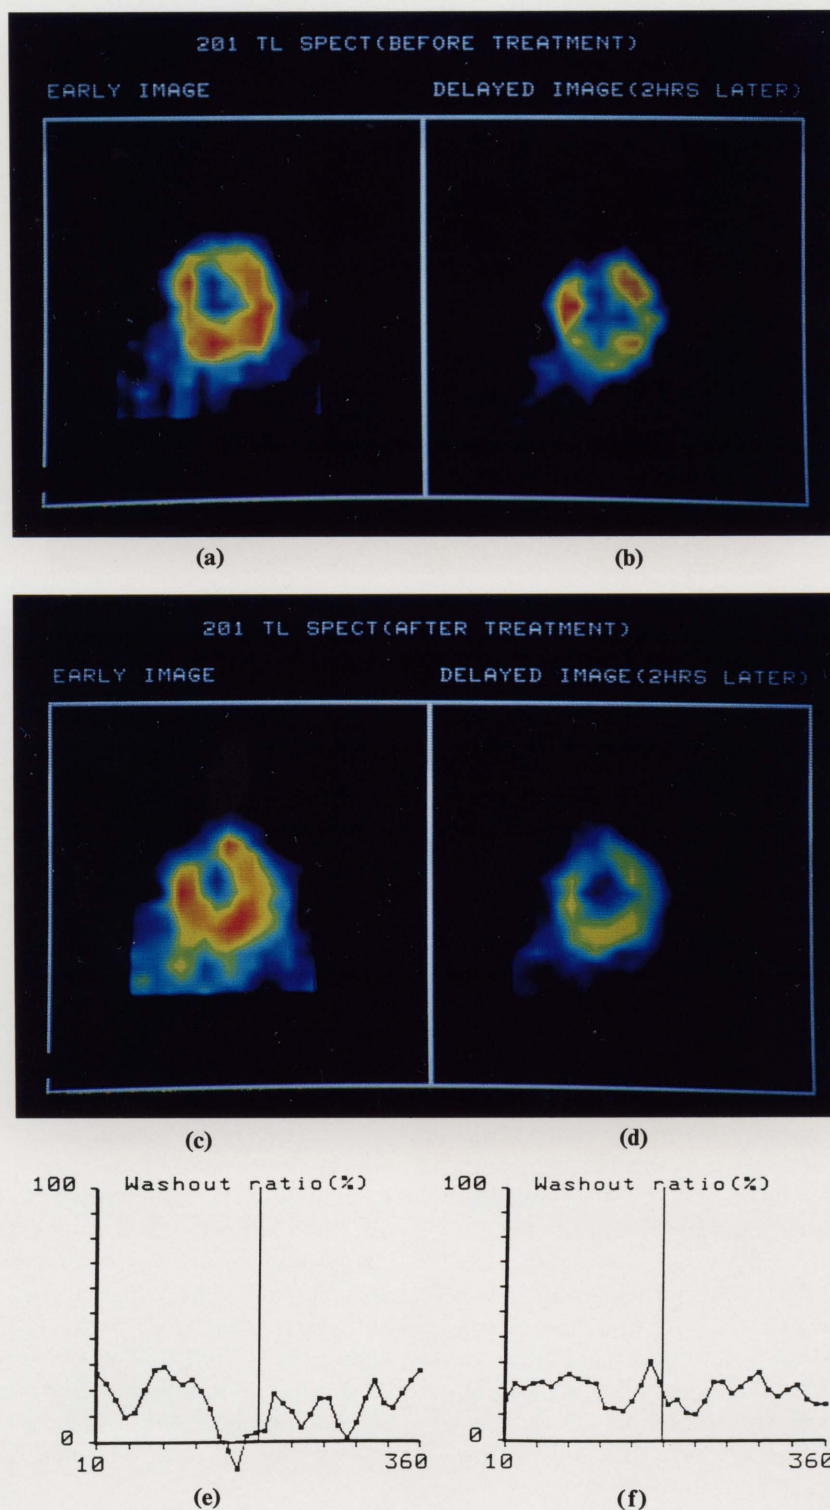 201 TL SPECT(BEFORE TREATMENT)
EARLY IMAGE DELAYED IMAGE(2HRS LATER)
(a) (b)
201 TL SPECT(AFTER TREATMENT)
EARLY IMAGE DELAYED IMAGE(2HRS LATER)
(c) (d)
100 Washout ratio(%) 100 Washout ratio(%)
0 0
10 360 10 360
(e) (f)